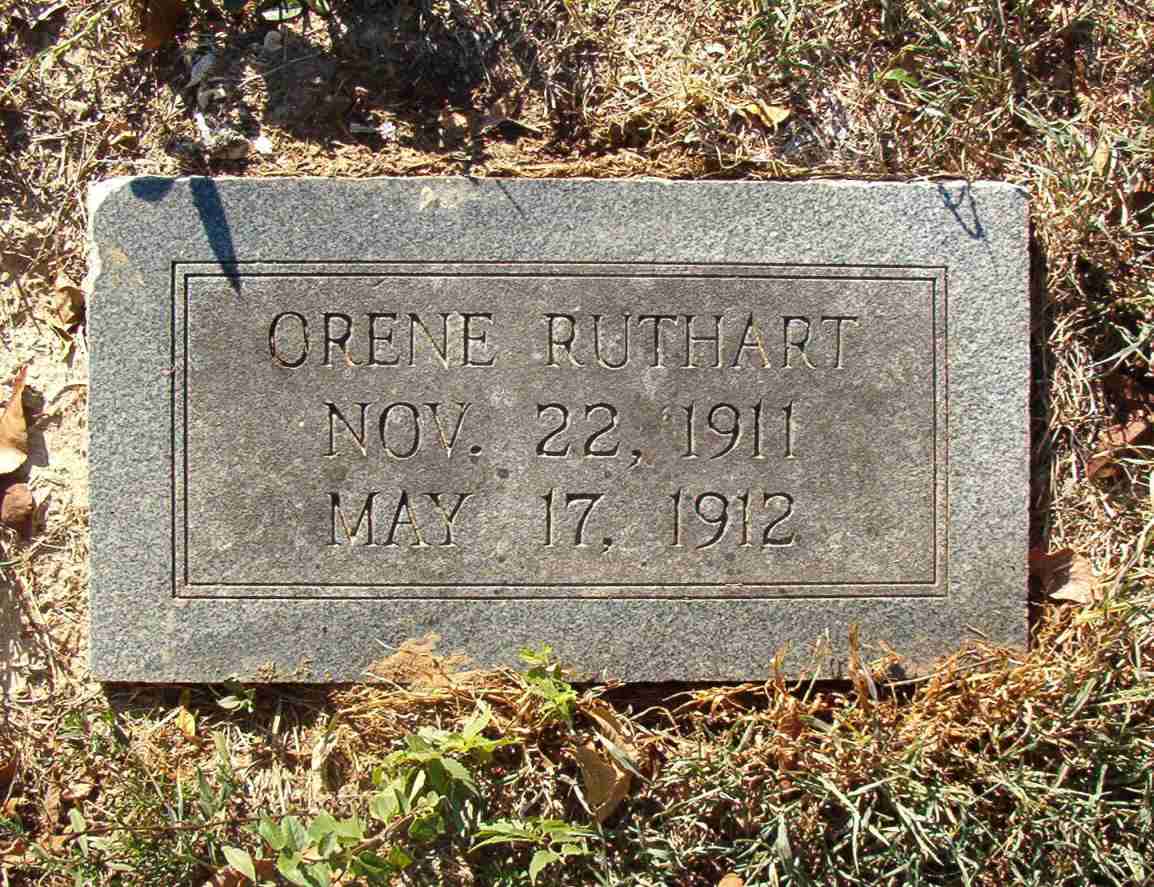 ORENE RUTHART
NOV. 22, 1911
MAY 17, 1912